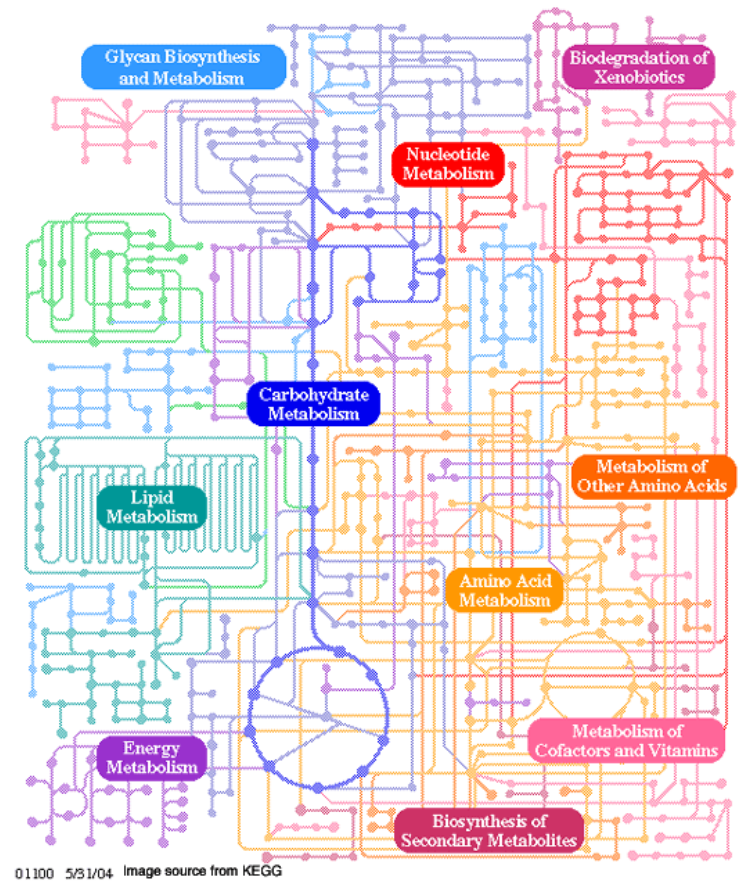 Glycan Biosynthesis
and Metabolism
Biodegradation of
Xenobiotics
Nucleotide
Metabolism
Carbohydrate
Metabolism
Metabolism of
Other Amino Acids
Lipid
Metabolism
Amino Acid
Metabolism
Metabolism of
Cofactors and Vitamins
Energy
Metabolism
Biosynthesis of
Secondary Metabolites
01100 5/31/04 Image source from KEGG